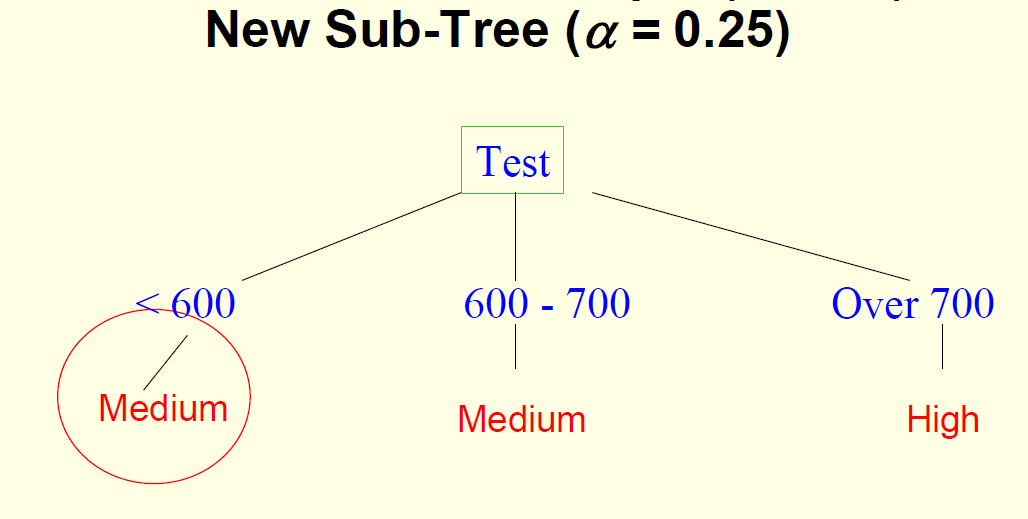 New Sub-Tree (α = 0.25)
Test
< 600
600 - 700
Over 700
Medium
Medium
High